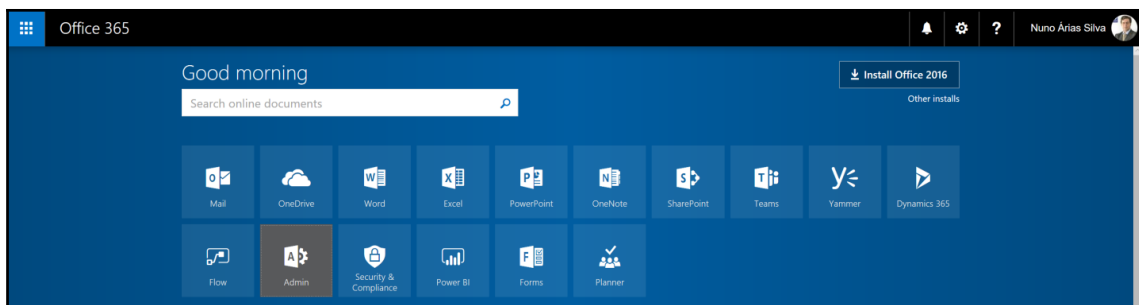 Office 365
?
Nuno Árias Silva
Good morning
Install Office 2016
Search online documents
Other installs
Mail
OneDrive
Word
Excel
PowerPoint
OneNote
SharePoint
Teams
Yammer
Dynamics 365
Flow
Admin
Security &
Compliance
Power BI
Forms
Planner